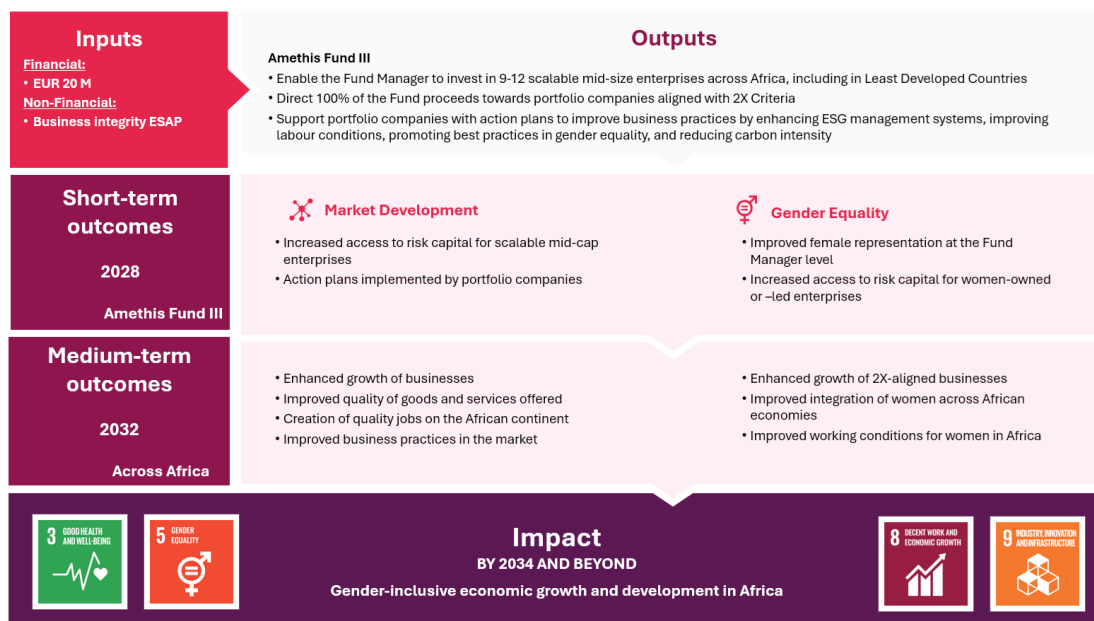 Inputs
Financial:
• EUR 20 M
Non-Financial:
• Business integrity ESAP
Outputs
Amethis Fund III
• Enable the Fund Manager to invest in 9-12 scalable mid-size enterprises across Africa, including in Least Developed Countries
• Direct 100% of the Fund proceeds towards portfolio companies aligned with 2X Criteria
• Support portfolio companies with action plans to improve business practices by enhancing ESG management systems, improving
labour conditions, promoting best practices in gender equality, and reducing carbon intensity
Short-term
outcomes
2028
Amethis Fund III
Market Development
• Increased access to risk capital for scalable mid-cap
enterprises
• Action plans implemented by portfolio companies
Gender Equality
• Improved female representation at the Fund
Manager level
• Increased access to risk capital for women-owned
or –led enterprises
Medium-term
outcomes
2032
Across Africa
• Enhanced growth of businesses
• Improved quality of goods and services offered
• Creation of quality jobs on the African continent
• Improved business practices in the market
• Enhanced growth of 2X-aligned businesses
• Improved integration of women across African
economies
• Improved working conditions for women in Africa
3 GOOD HEALTH
AND WELL-BEING
5 GENDER
EQUALITY
Impact
BY 2034 AND BEYOND
Gender-inclusive economic growth and development in Africa
8 DECENT WORK AND
ECONOMIC GROWTH
9 INDUSTRY, INNOVATION
AND INFRASTRUCTURE